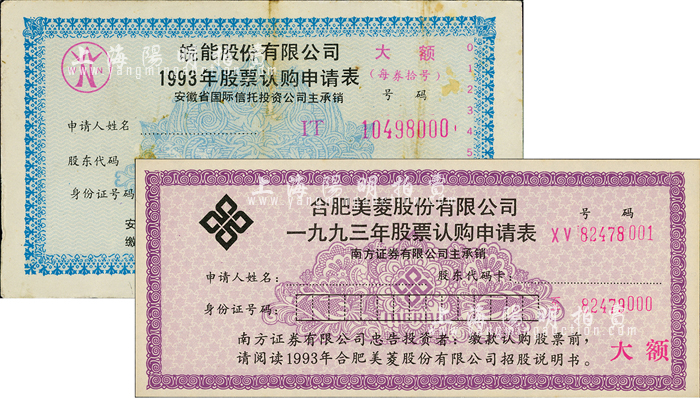 皖能股份有限公司
1993年股票认购申请表
安徽省国际信托投资公司主承销
大额
(每券拾号)
号码
申请人姓名
IT 10498000
股东代码
身份证号码
合肥美菱股份有限公司
一九九三年股票认购申请表
南方证券有限公司主承销
号码
XV 82478001
申请人姓名:
股东代码卡:
身份证号码:
82479000
南方证券有限公司忠告投资者:缴款认购股票前,
请阅读1993年合肥美菱股份有限公司招股说明书。
大额
上海陽明拍賣